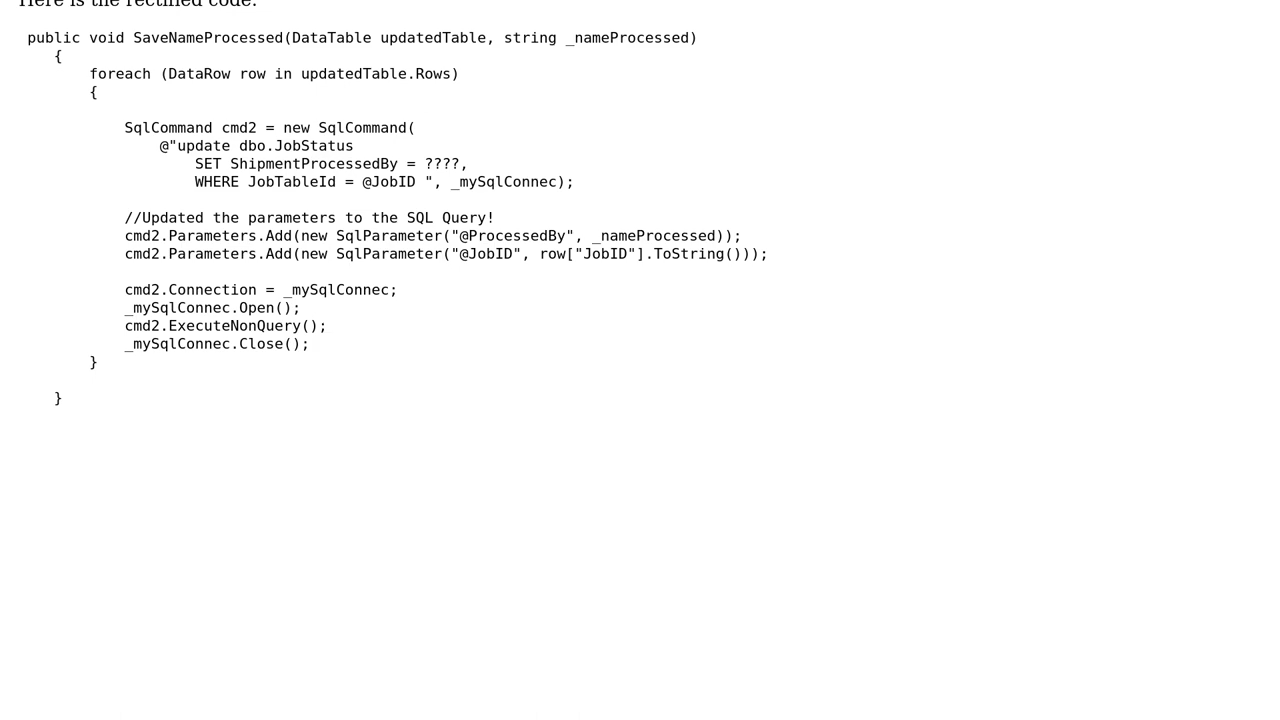 Here is the rectified code:
public void SaveNameProcessed(DataTable updatedTable, string _nameProcessed)
{
foreach (DataRow row in updatedTable.Rows)
{
SqlCommand cmd2 = new SqlCommand(
@"update dbo.JobStatus
SET ShipmentProcessedBy = ????,
WHERE JobTableId = @JobID ", _mySqlConnec);
//Updated the parameters to the SQL Query!
cmd2.Parameters.Add(new SqlParameter("@ProcessedBy", _nameProcessed));
cmd2.Parameters.Add(new SqlParameter("@JobID", row["JobID"].ToString()));
cmd2.Connection = _mySqlConnec;
_mySqlConnec.Open();
cmd2.ExecuteNonQuery();
_mySqlConnec.Close();
}
}